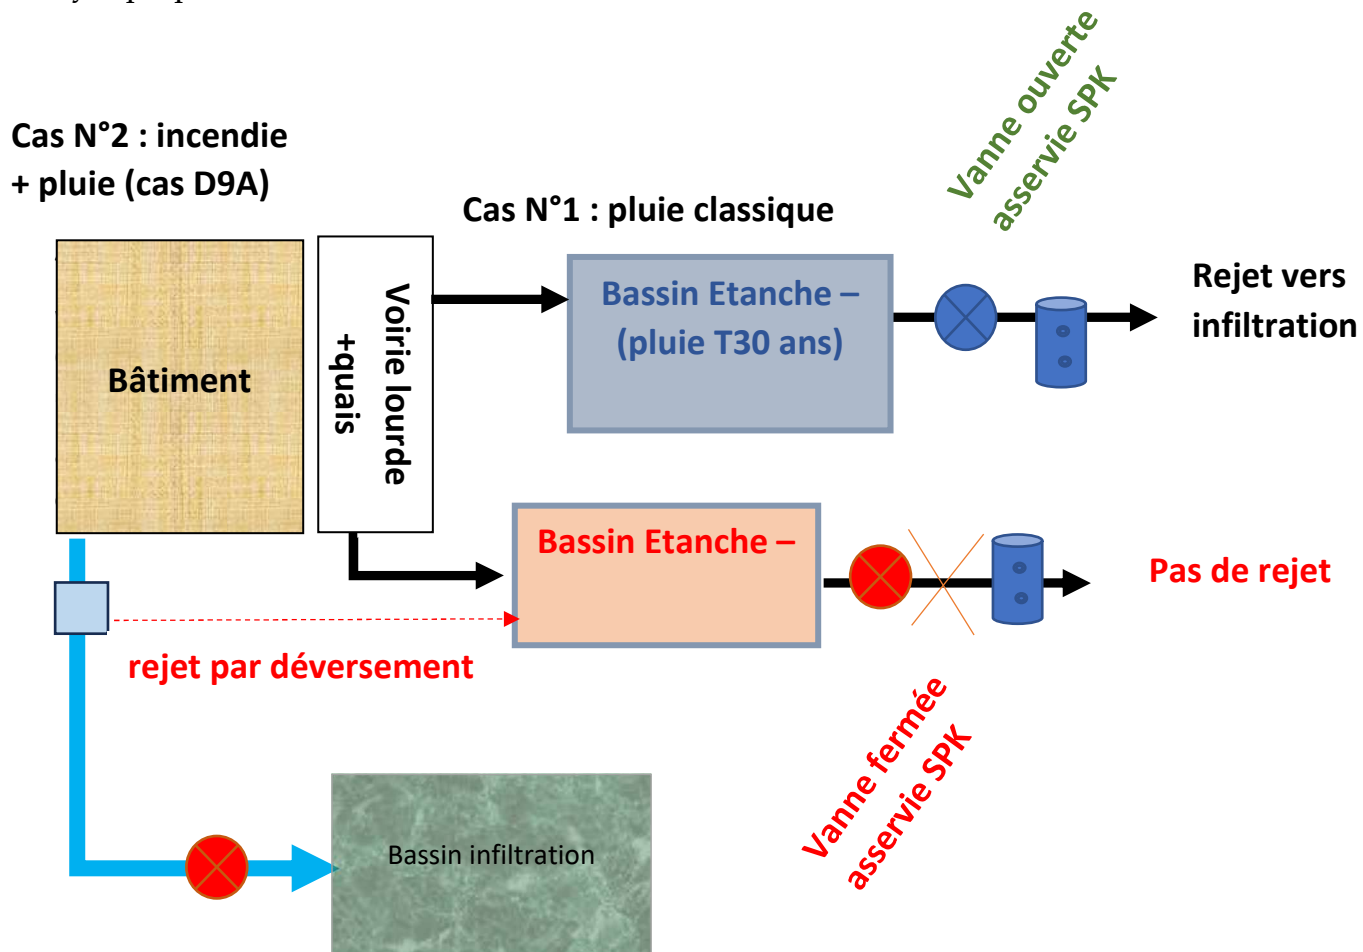 Vanne ouverte
asservie SPK
Cas N°2 : incendie
+ pluie (cas D9A)
Cas N°1 : pluie classique
Bâtiment
Voirie lourde
+quais
Bassin Etanche –
(pluie T30 ans)
Rejet vers
infiltration
Bassin Etanche –
Pas de rejet
rejet par déversement
Vanne fermée
asservie SPK
Bassin infiltration